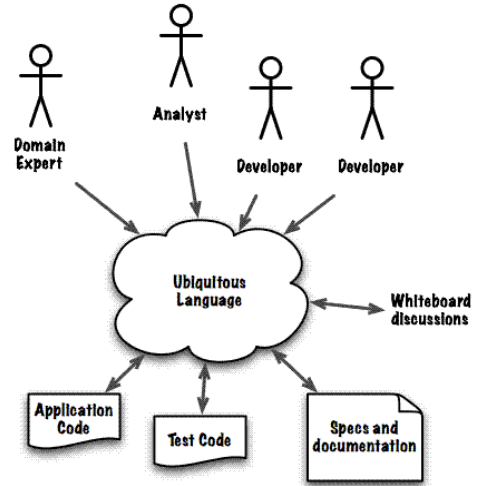 Analyst
Domain
Expert
Developer
Developer
Ubiquitous
Language
Whiteboard
discussions
Application
Code
Test Code
Specs and
documentation